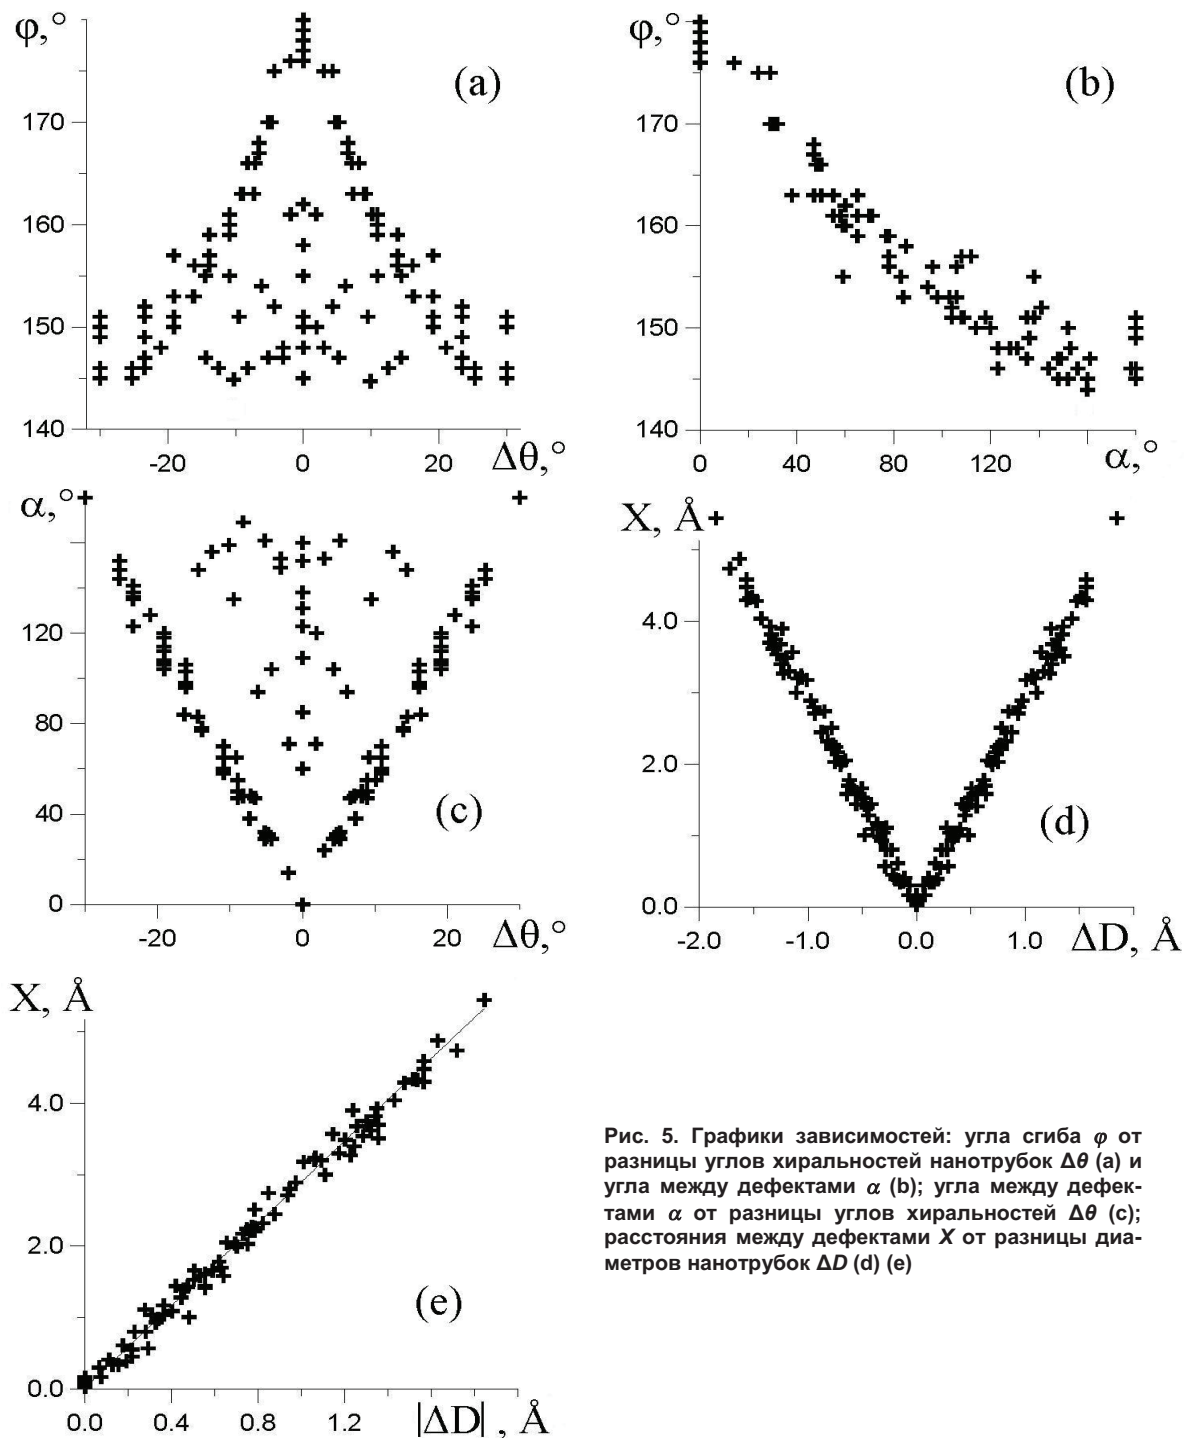 φ,°
(a)
170
160
150
140
-20
0
20
Δθ,°
φ,°
(b)
170
160
150
140
0
40
80
120
α,°
α,°
(c)
120
80
40
0
-20
0
20
Δθ,°
X, Å
(d)
4.0
2.0
0.0
-2.0
-1.0
0.0
1.0
ΔD, Å
X, Å
(e)
4.0
2.0
0.0
0.0
0.4
0.8
1.2
|ΔD| , Å
Рис. 5. Графики зависимостей: угла сгиба φ от
разницы углов хиральностей нанотрубок Δθ (a) и
угла между дефектами α (b); угла между дефек-
тами α от разницы углов хиральностей Δθ (c);
расстояния между дефектами X от разницы диа-
метров нанотрубок ΔD (d) (e)